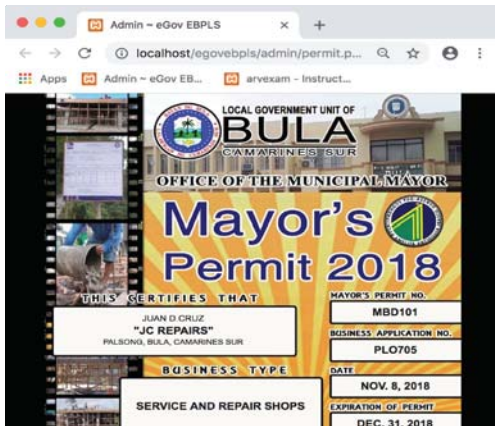 Admin ~ eGov EBPLS
localhost/egovebpls/admin/permit.p...
Apps
Admin ~ eGov EB...
arvexam - Instruct...
LOCAL GOVERNMENT UNIT OF
BULA
CAMARINES SUR
OFFICE OF THE MUNICIPAL MAYOR
Mayor's
Permit 2018
THIS CERTIFIES THAT
JUAN D.CRUZ
"JC REPAIRS"
PALSONG, BULA, CAMARINES SUR
MAYOR'S PERMIT NO.
MBD101
BUSINESS APPLICATION NO.
PLO705
BUSINESS TYPE
SERVICE AND REPAIR SHOPS
DATE
NOV. 8, 2018
EXPIRATION OF PERMIT
DEC. 31, 2018